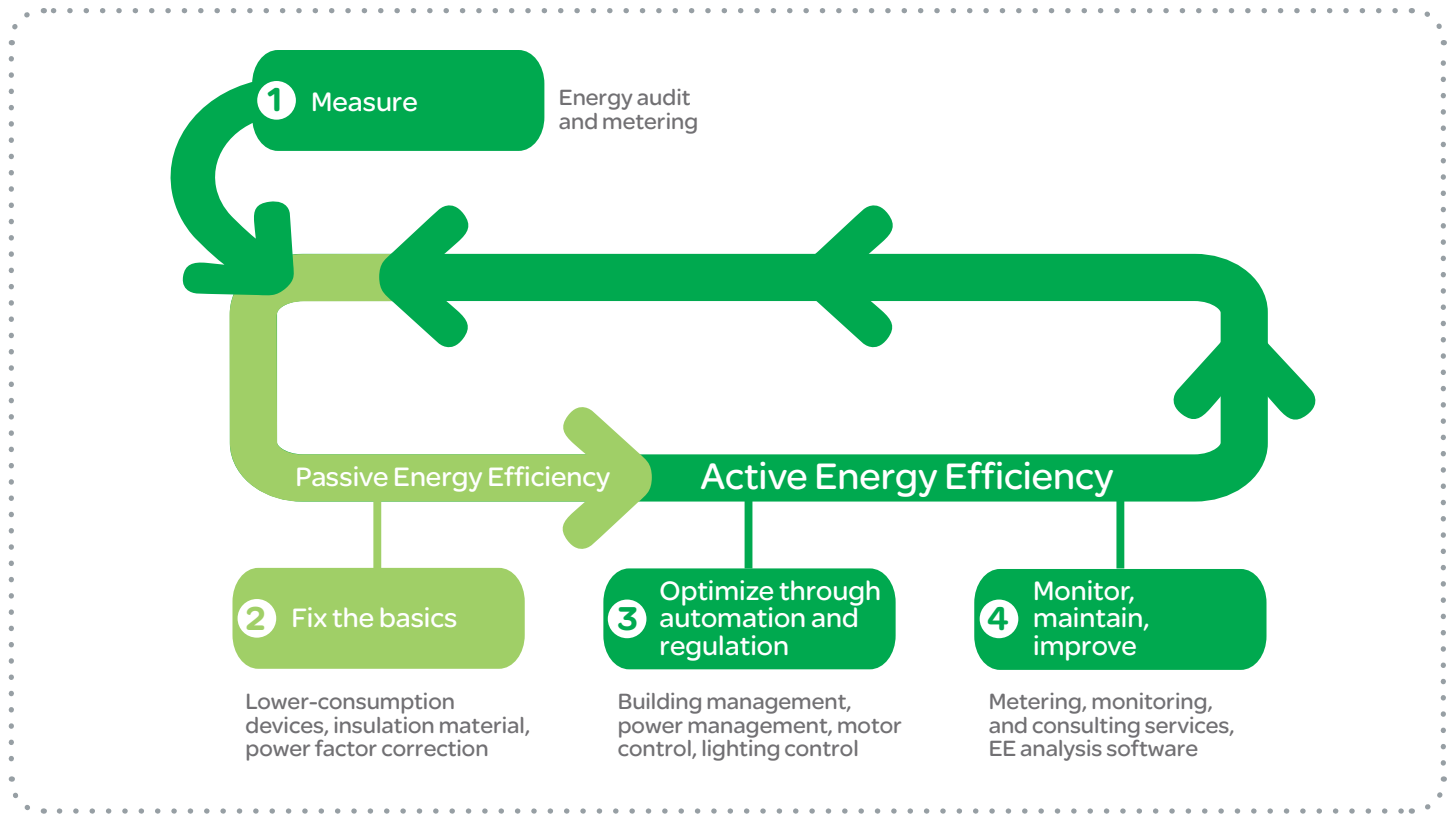 1 Measure
Energy audit
and metering
Passive Energy Efficiency
Active Energy Efficiency
2 Fix the basics
Lower-consumption
devices, insulation material,
power factor correction
3 Optimize through
automation and
regulation
Building management,
power management, motor
control, lighting control
4 Monitor,
maintain,
improve
Metering, monitoring,
and consulting services,
EE analysis software